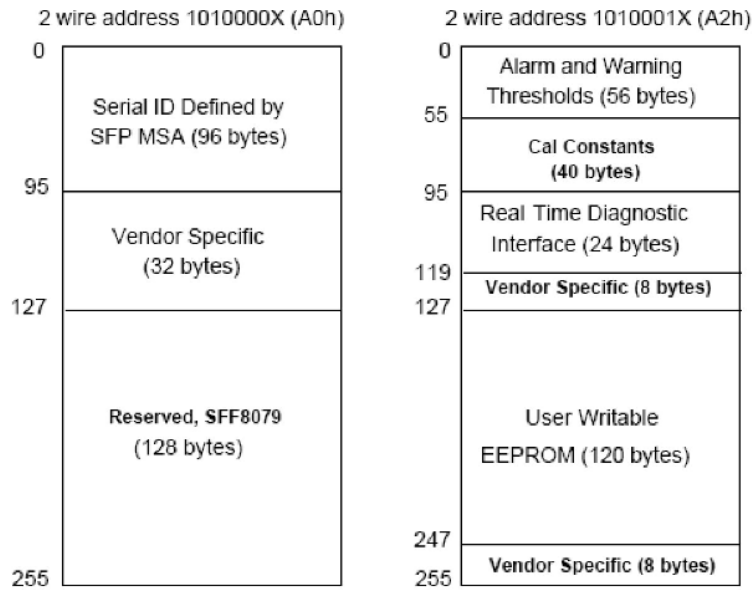 2 wire address 1010000X (A0h)
0
Serial ID Defined by
SFP MSA (96 bytes)
95
Vendor Specific
(32 bytes)
127
Reserved, SFF8079
(128 bytes)
255
2 wire address 1010001X (A2h)
0
Alarm and Warning
Thresholds (56 bytes)
55
Cal Constants
(40 bytes)
95
Real Time Diagnostic
Interface (24 bytes)
119
Vendor Specific (8 bytes)
127
User Writable
EEPROM (120 bytes)
247
Vendor Specific (8 bytes)
255